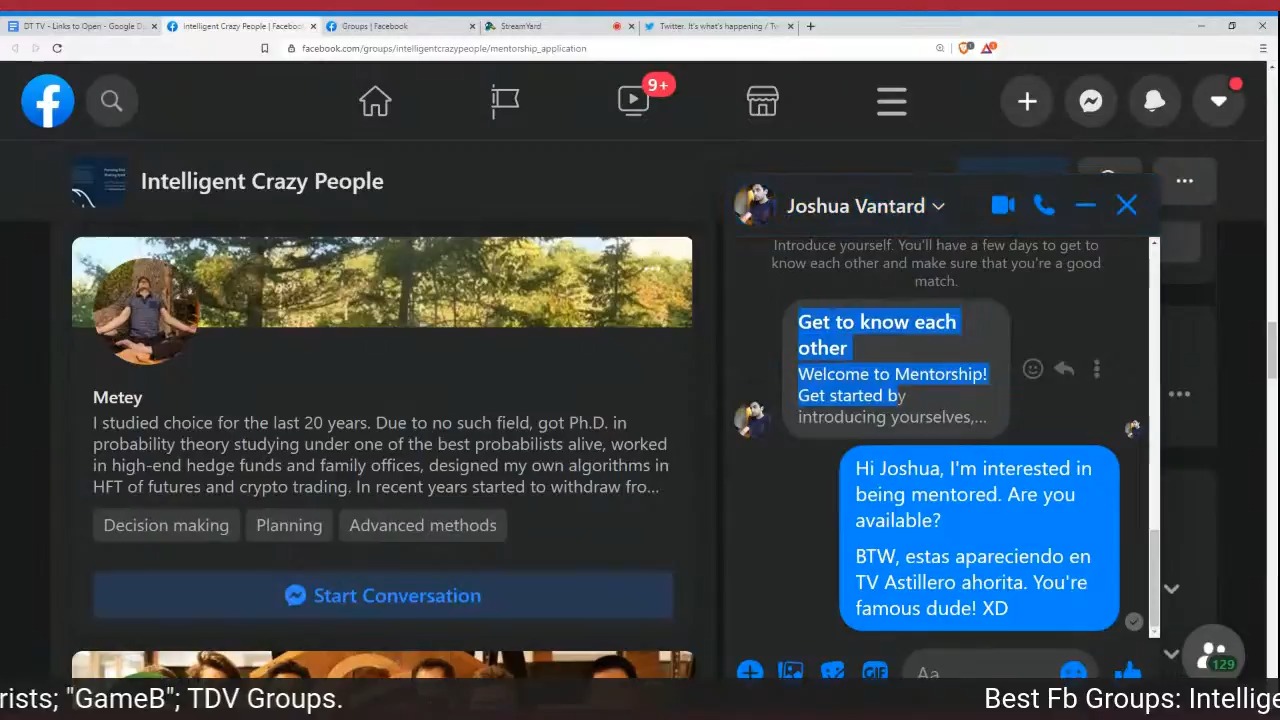 DT TV - Links to Open - Google D
Intelligent Crazy People | Facebook
Groups | Facebook
StreamYard
Twitter. It's what's happening / Tw
facebook.com/groups/intelligentcrazypeople/mentorship_application
9+
Intelligent Crazy People
Metey
I studied choice for the last 20 years. Due to no such field, got Ph.D. in
probability theory studying under one of the best probabilists alive, worked
in high-end hedge funds and family offices, designed my own algorithms in
HFT of futures and crypto trading. In recent years started to withdraw fro...
Decision making
Planning
Advanced methods
Start Conversation
Joshua Vantard
Introduce yourself. You'll have a few days to get to
know each other and make sure that you're a good
match.
Get to know each
other
Welcome to Mentorship!
Get started by
introducing yourselves,...
Hi Joshua, I'm interested in
being mentored. Are you
available?
BTW, estas apareciendo en
TV Astillero ahorita. You're
famous dude! XD
GIF
Aa
129
rists; "GameB"; TDV Groups.
Best Fb Groups: Intellige